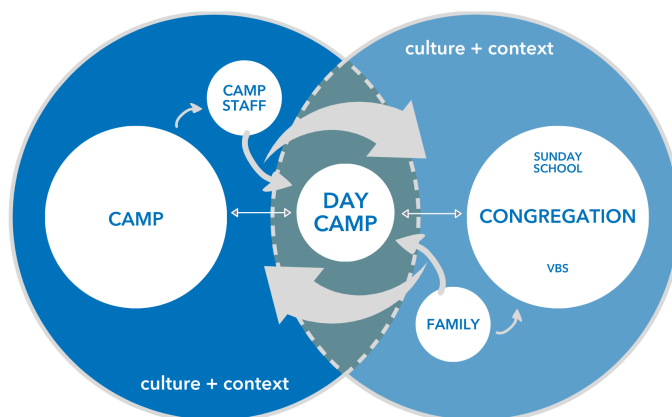 culture + context
CAMP
STAFF
SUNDAY
SCHOOL
CAMP
DAY
CAMP
CONGREGATION
VBS
FAMILY
culture + context